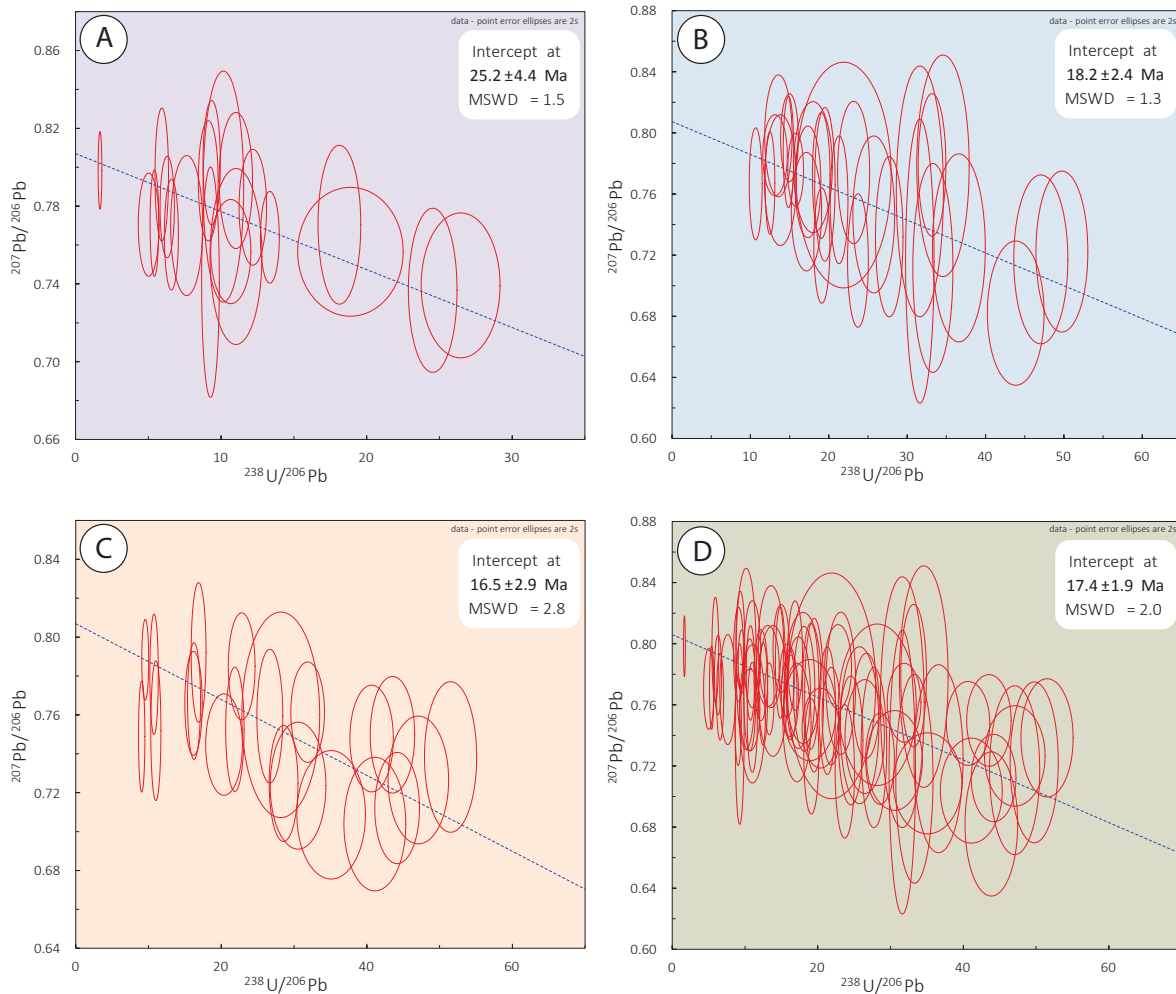 data - point error ellipses are 2s
A
Intercept at
25.2 ±4.4 Ma
MSWD = 1.5
0.86
0.82
0.78
0.74
0.70
0.66
207Pb/206Pb
0
10
20
30
238U/206Pb
data - point error ellipses are 2s
B
Intercept at
18.2 ±2.4 Ma
MSWD = 1.3
0.88
0.84
0.80
0.76
0.72
0.68
0.64
0.60
207Pb/206Pb
0
10
20
30
40
50
60
238U/206Pb
data - point error ellipses are 2s
C
Intercept at
16.5 ±2.9 Ma
MSWD = 2.8
0.84
0.80
0.76
0.72
0.68
0.64
207Pb/206Pb
0
20
40
60
238U/206Pb
data - point error ellipses are 2s
D
Intercept at
17.4 ±1.9 Ma
MSWD = 2.0
0.88
0.84
0.80
0.76
0.72
0.68
0.64
0.60
207Pb/206Pb
0
20
40
60
238U/206Pb